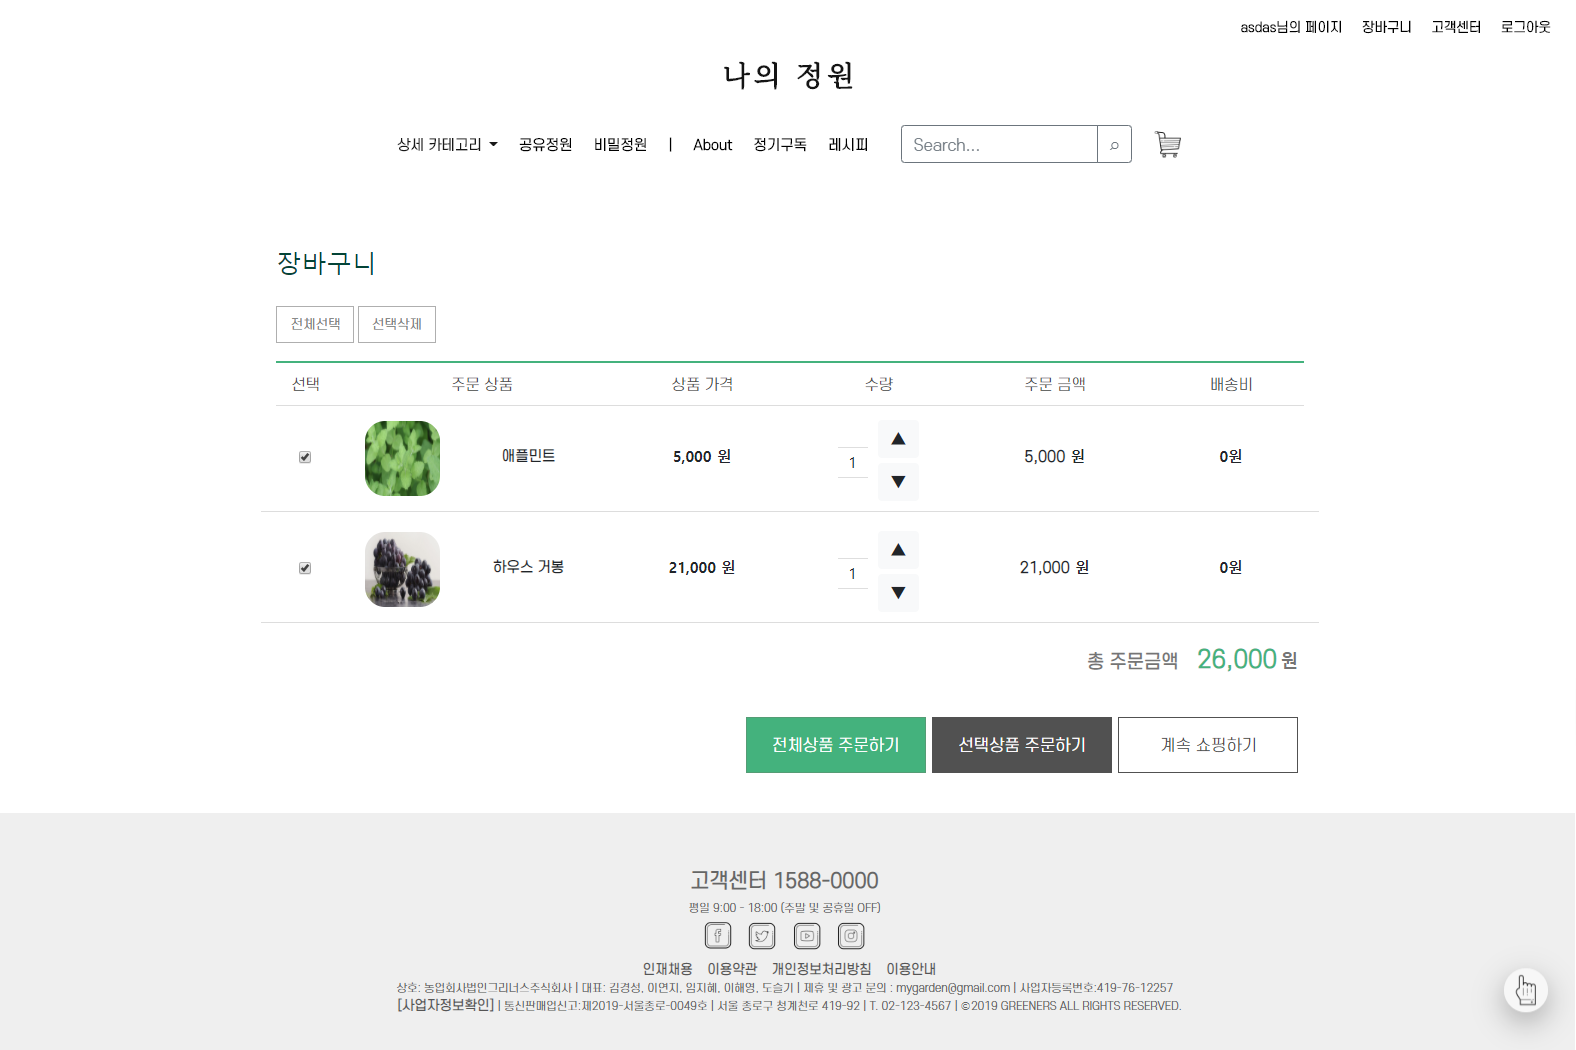 asdas님의 페이지 장바구니 고객센터 로그아웃
나의 정원
상세 카테고리 공유정원 비밀정원 | About 정기구독 레시피 Search...
장바구니
전체선택 선택삭제
선택 주문 상품 상품 가격 수량 주문 금액 배송비
애플민트 5,000 원 1 ▲ ▼ 5,000 원 0원
하우스 거봉 21,000 원 1 ▲ ▼ 21,000 원 0원
총 주문금액 26,000 원
전체상품 주문하기 선택상품 주문하기 계속 쇼핑하기
고객센터 1588-0000
평일 9:00 - 18:00 (주말 및 공휴일 OFF)
인재채용 이용약관 개인정보처리방침 이용안내
상호: 농업회사법인그리너스주식회사 | 대표: 김경성, 이연지, 임지혜, 이해영, 도슬기 | 제휴 및 광고 문의 : mygarden@gmail.com | 사업자등록번호:419-76-12257
[사업자정보확인] | 통신판매업신고:제2019-서울종로-0049호 | 서울 종로구 청계천로 419-92 | T. 02-123-4567 | ©2019 GREENERS ALL RIGHTS RESERVED.